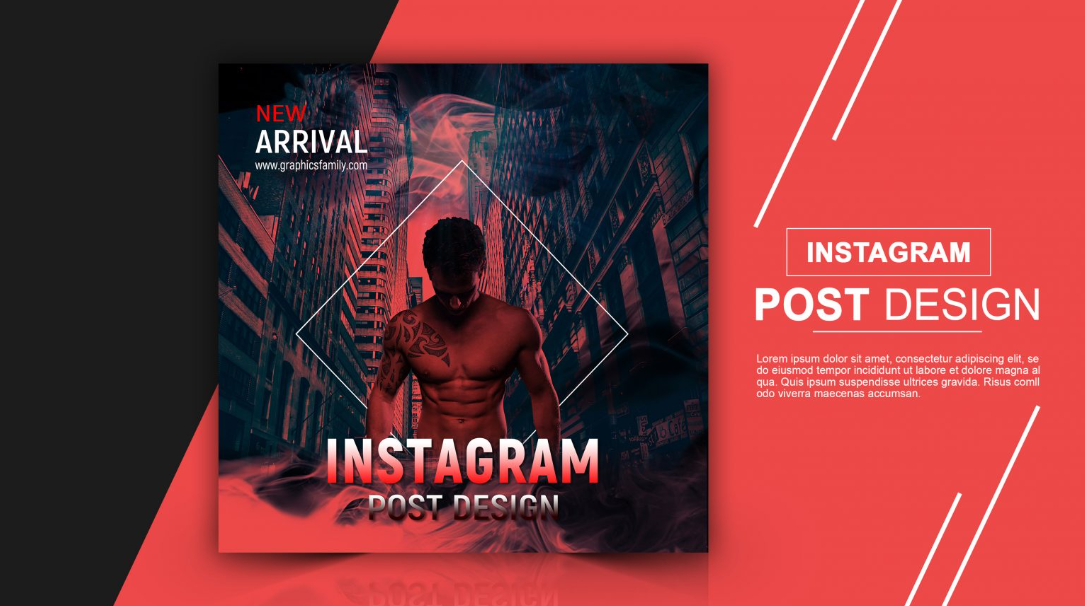 NEW
ARRIVAL
www.graphicsfamily.com
INSTAGRAM
POST DESIGN
INSTAGRAM
POST DESIGN
Lorem ipsum dolor sit amet, consectetur adipiscing elit, se
do eiusmod tempor incididunt ut labore et dolore magna al
qua. Quis ipsum suspendisse ultrices gravida. Risus comll
odo viverra maecenas accumsan.